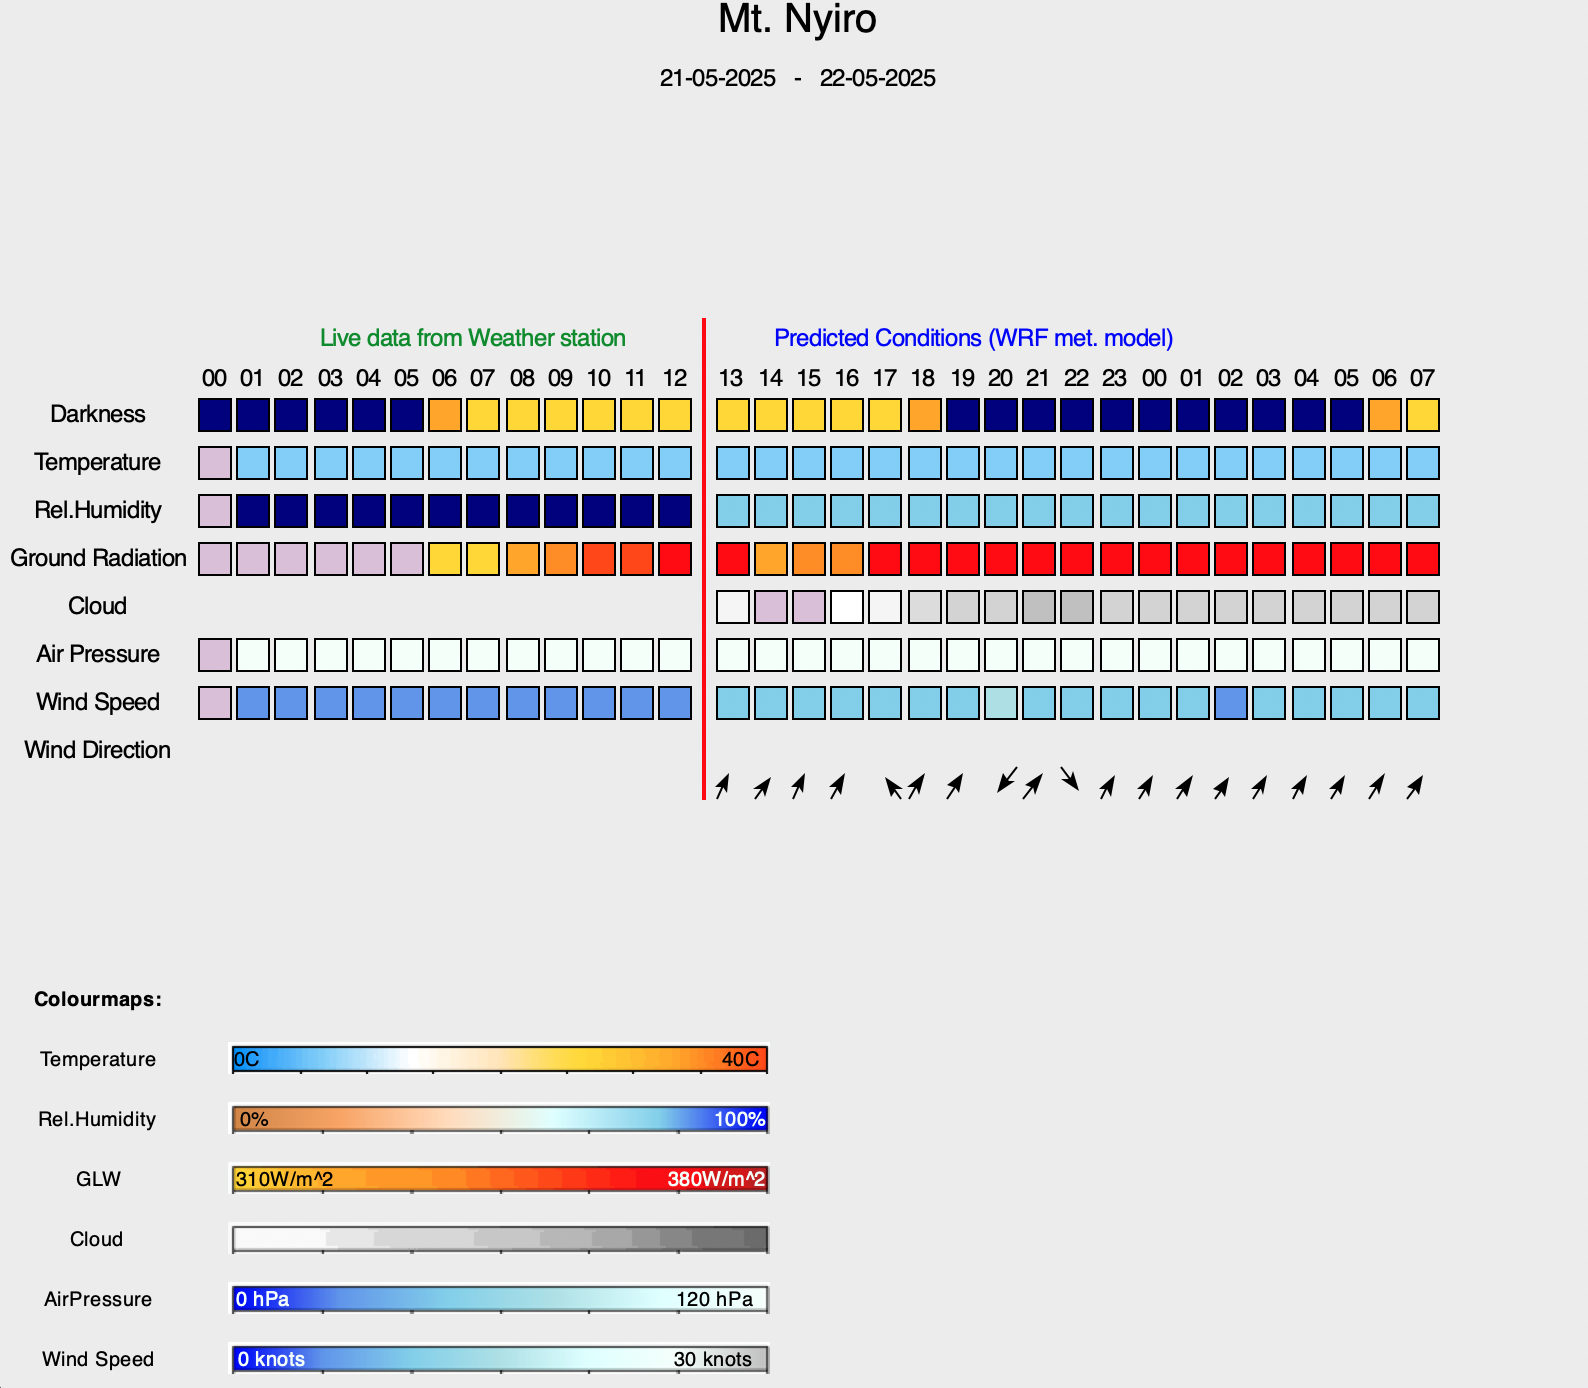 Mt. Nyiro
21-05-2025 - 22-05-2025
Live data from Weather station
Predicted Conditions (WRF met. model)
00 01 02 03 04 05 06 07 08 09 10 11 12 13 14 15 16 17 18 19 20 21 22 23 00 01 02 03 04 05 06 07
Darkness
Temperature
Rel.Humidity
Ground Radiation
Cloud
Air Pressure
Wind Speed
Wind Direction
Colourmaps:
Temperature 0C 40C
Rel.Humidity 0% 100%
GLW 310W/m^2 380W/m^2
Cloud
AirPressure 0 hPa 120 hPa
Wind Speed 0 knots 30 knots